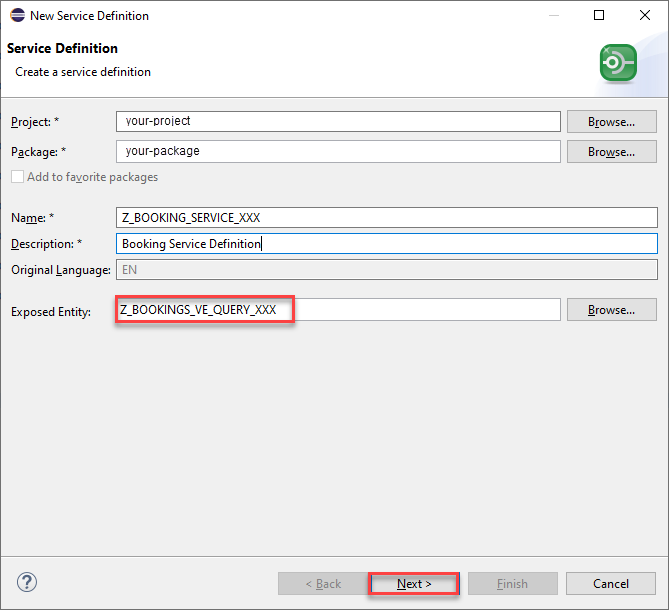 New Service Definition
Service Definition
Create a service definition
Project: * your-project Browse...
Package: * your-package Browse...
Add to favorite packages
Name: * Z_BOOKING_SERVICE_XXX
Description: * Booking Service Definition
Original Language: EN
Exposed Entity: Z_BOOKINGS_VE_QUERY_XXX Browse...
? < Back Next > Finish Cancel